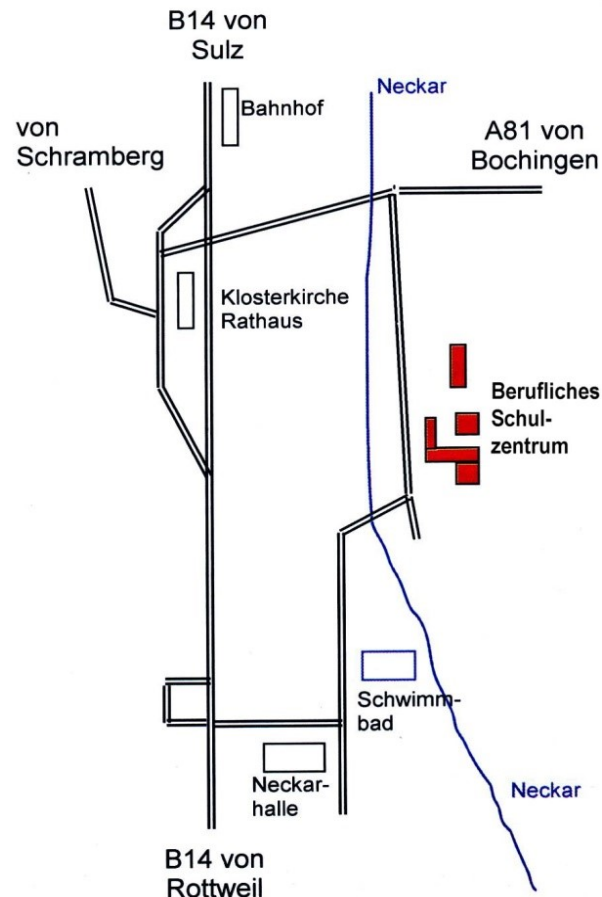 B14 von
Sulz
Neckar
Bahnhof
von
Schramberg
A81 von
Bochingen
Klosterkirche
Rathaus
Berufliches
Schul-
zentrum
Schwimm-
bad
Neckar-
halle
Neckar
B14 von
Rottweil